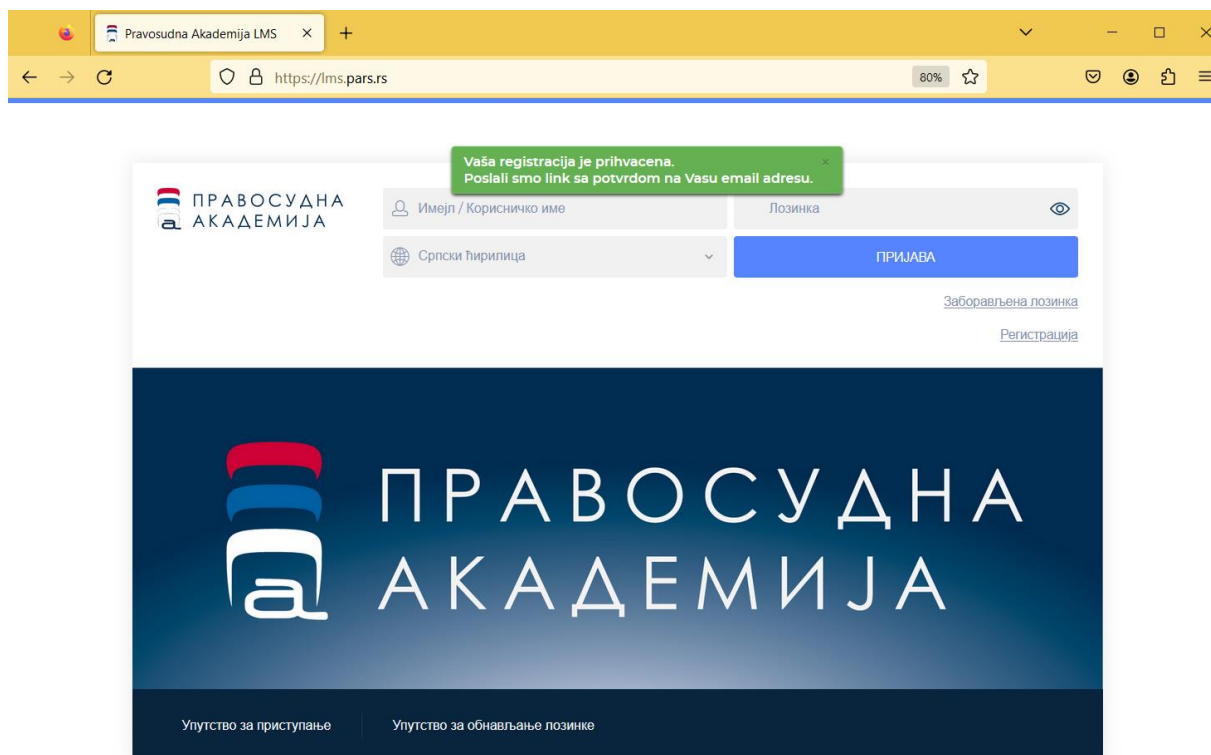 Pravosudna Akademija LMS
https://lms.pars.rs
80%
Vaša registracija je prihvacena.
Poslali smo link sa potvrdom na Vasu email adresu.
ПРАВОСУДНА
АКАДЕМИЈА
Имејл / Корисничко име
Лозинка
Српски ћирилица
ПРИЈАВА
Заборављена лозинка
Регистрација
ПРАВОСУДНА
АКАДЕМИЈА
Упутство за приступање
Упутство за обнављање лозинке